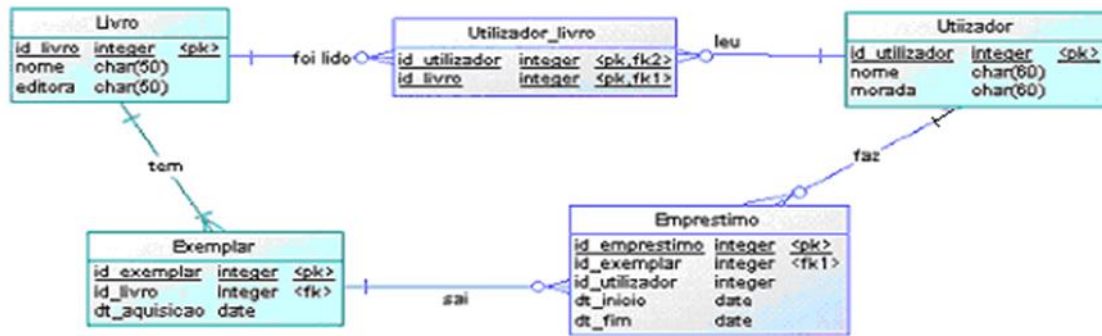 Livro
id_livro integer <pk>
nome char(50)
editora char(50)
foi lido
Utilizador_livro
id_utilizador integer <pk,fk2>
id_livro integer <pk,fk1>
leu
Utiizador
id_utilizador integer <pk>
nome char(60)
morada char(60)
tem
faz
Exemplar
id_exemplar integer <pk>
id_livro integer <fk>
dt_aquisicao date
sai
Emprestimo
id_emprestimo integer <pk>
id_exemplar integer <fk1>
id_utilizador integer
dt_inicio date
dt_fim date